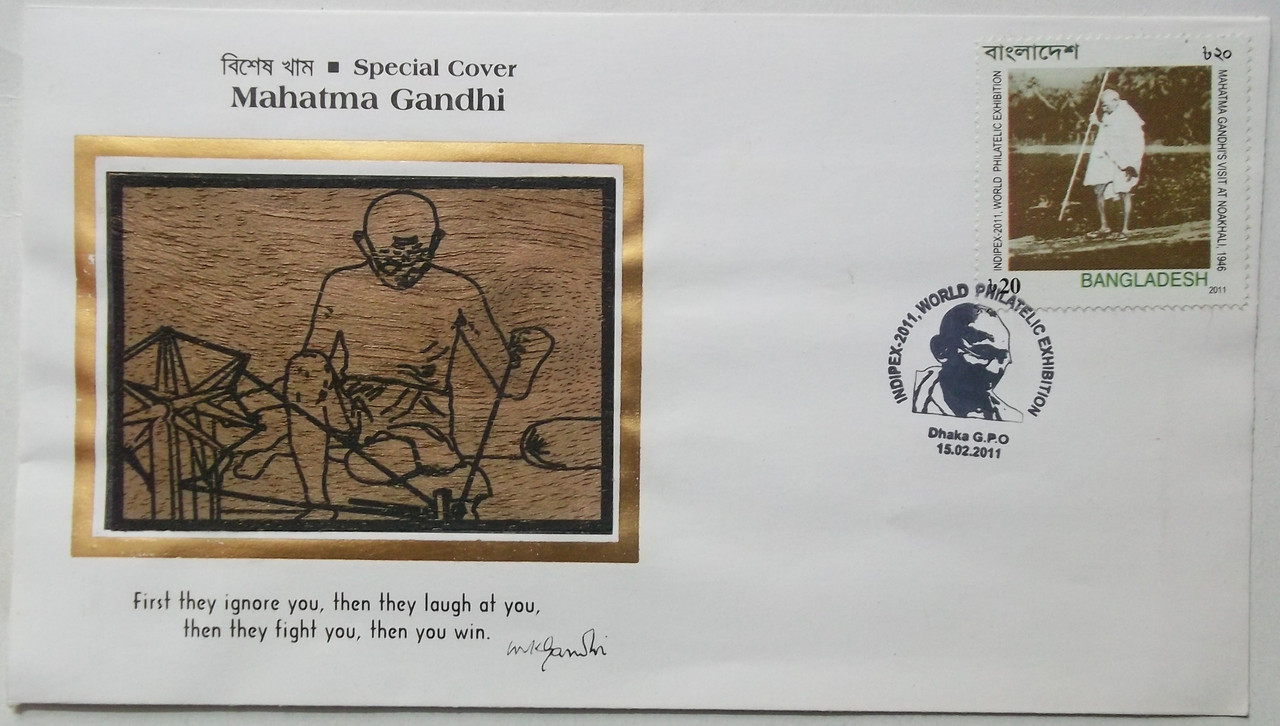 বিশেষ খাম ■ Special Cover
Mahatma Gandhi
বাংলাদেশ ৳২০
INDIPEX-2011, WORLD PHILATELIC EXHIBITION
MAHATMA GANDHI'S VISIT AT NOAKHALI, 1946
৳20 BANGLADESH 2011
INDIPEX-2011, WORLD PHILATELIC EXHIBITION
Dhaka G.P.O
15.02.2011
First they ignore you, then they laugh at you,
then they fight you, then you win.
mkgandhi